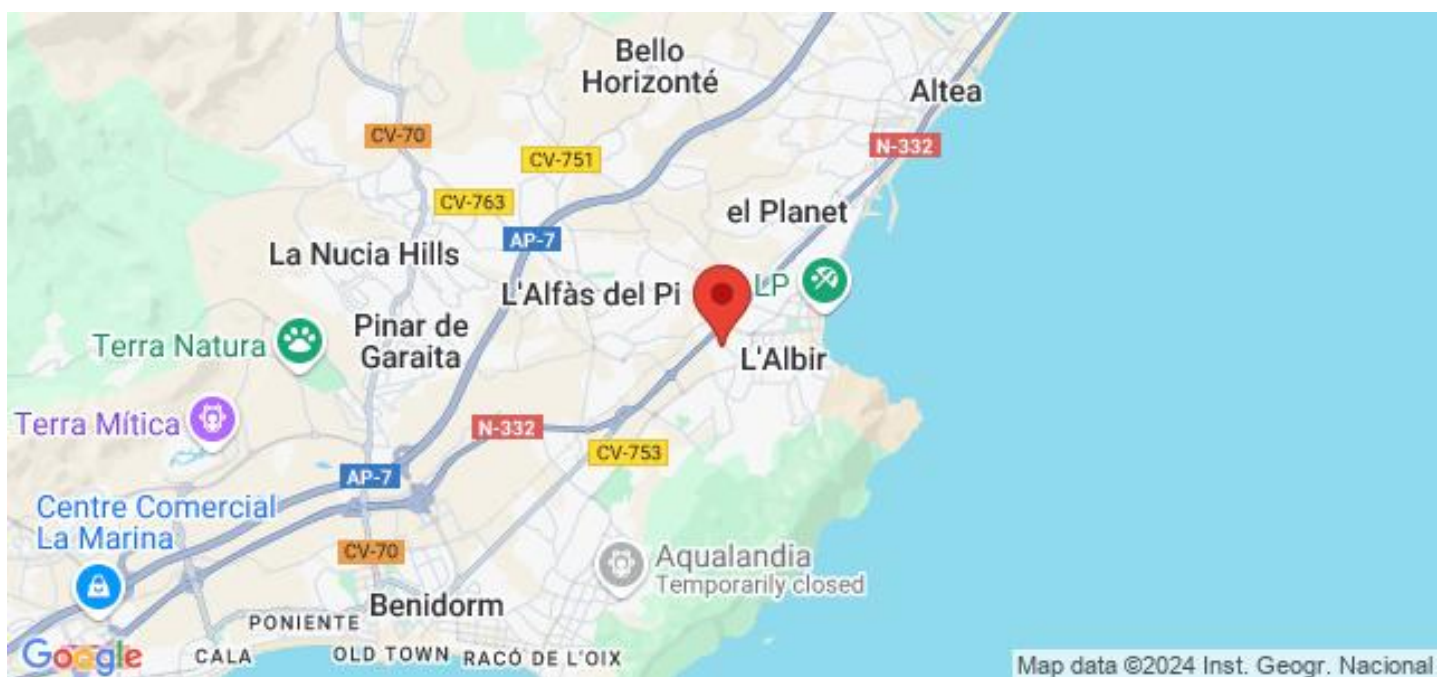 Bello
Horizonté
Altea
CV-70
N-332
CV-751
CV-763
el Planet
AP-7
La Nucia Hills
LP
L'Alfàs del Pi
Pinar de
Garaita
Terra Natura
L'Albir
Terra Mítica
N-332
CV-753
AP-7
Centre Comercial
La Marina
CV-70
Aqualandia
Temporarily closed
Benidorm
PONIENTE
Google
CALA
OLD TOWN
RACÓ DE L'OIX
Map data ©2024 Inst. Geogr. Nacional